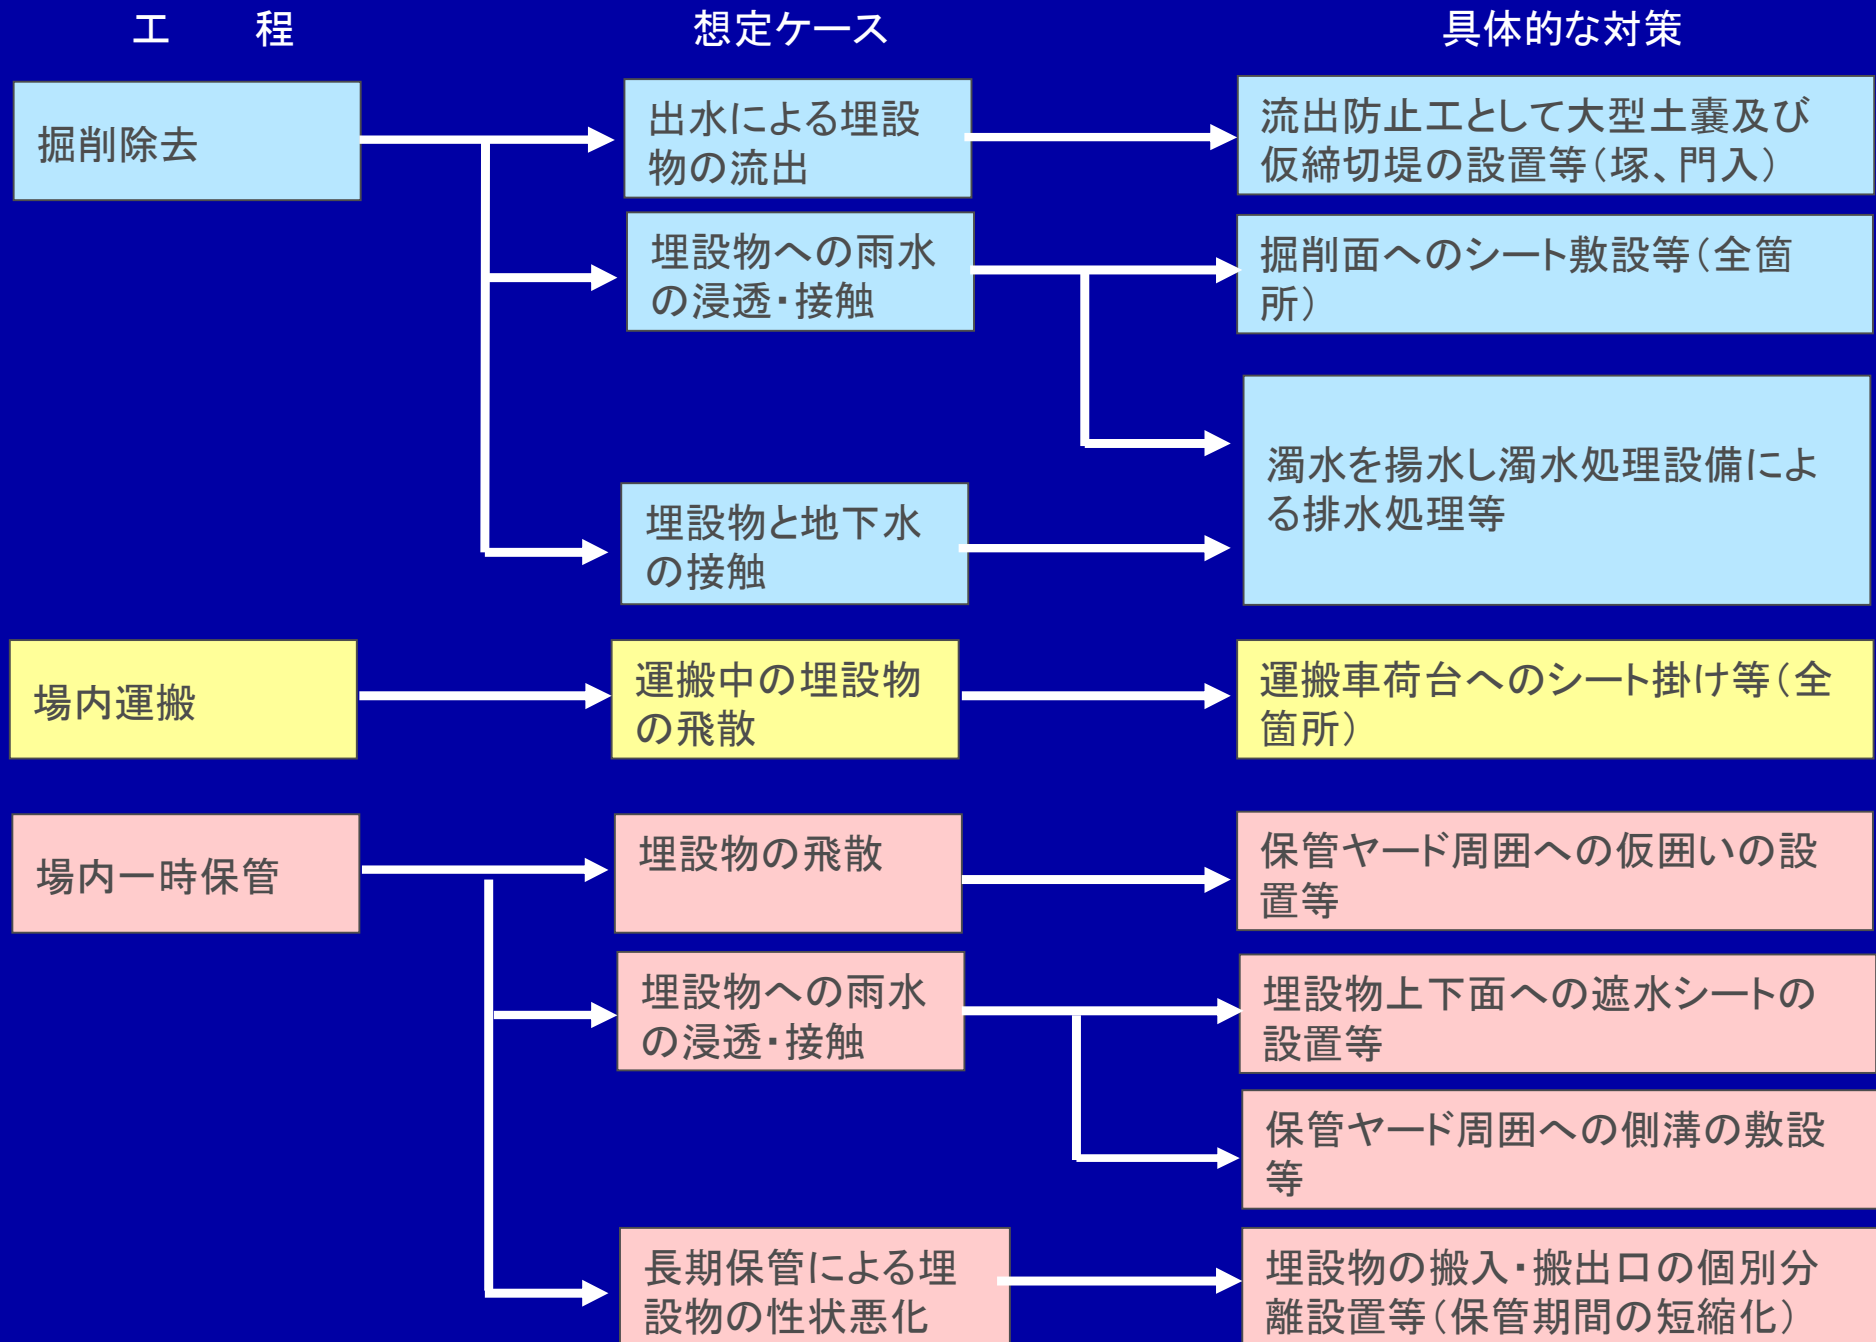 工　程
想定ケース
具体的な対策
掘削除去
出水による埋設
物の流出
流出防止工として大型土嚢及び
仮締切堤の設置等（塚、門入）
埋設物への雨水
の浸透・接触
掘削面へのシート敷設等（全箇
所）
濁水を揚水し濁水処理設備によ
る排水処理等
埋設物と地下水
の接触
場内運搬
運搬中の埋設物
の飛散
運搬車荷台へのシート掛け等（全
箇所）
場内一時保管
埋設物の飛散
保管ヤード周囲への仮囲いの設
置等
埋設物への雨水
の浸透・接触
埋設物上下面への遮水シートの
設置等
保管ヤード周囲への側溝の敷設
等
長期保管による埋
設物の性状悪化
埋設物の搬入・搬出口の個別分
離設置等（保管期間の短縮化）